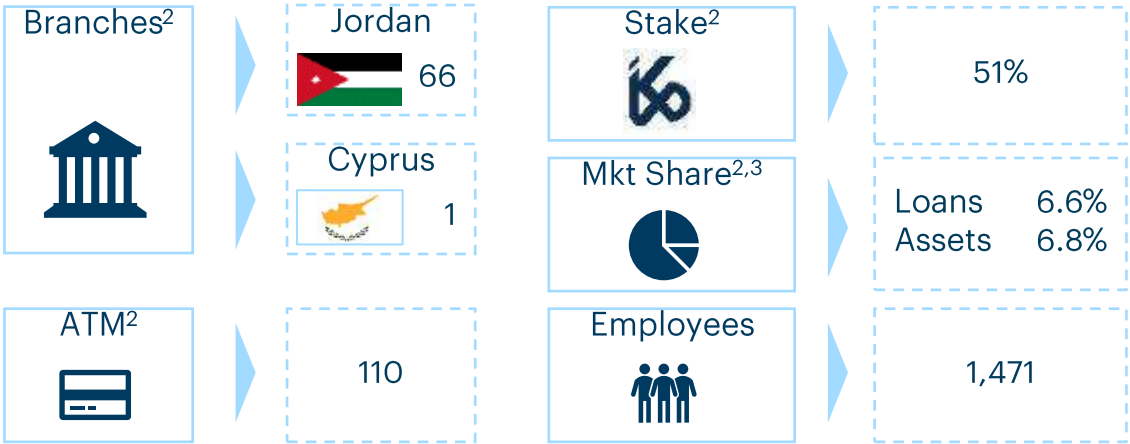 Branches2
Jordan
66
Cyprus
1
ATM2
110
Stake2
51%
Mkt Share2,3
Loans 6.6%
Assets 6.8%
Employees
1,471